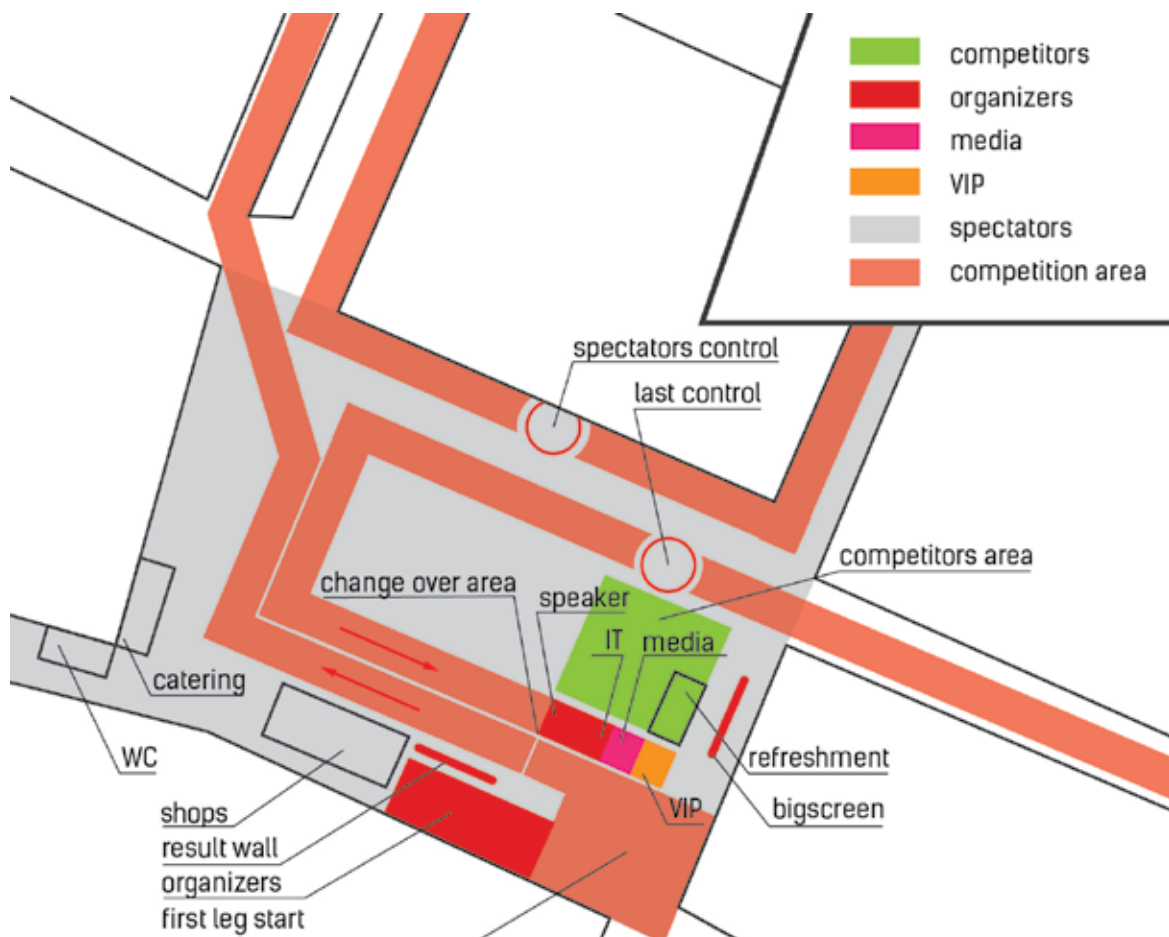 competitors
organizers
media
VIP
spectators
competition area
spectators control
last control
competitors area
change over area
speaker
IT
media
catering
WC
refreshment
VIP
bigscreen
shops
result wall
organizers
first leg start